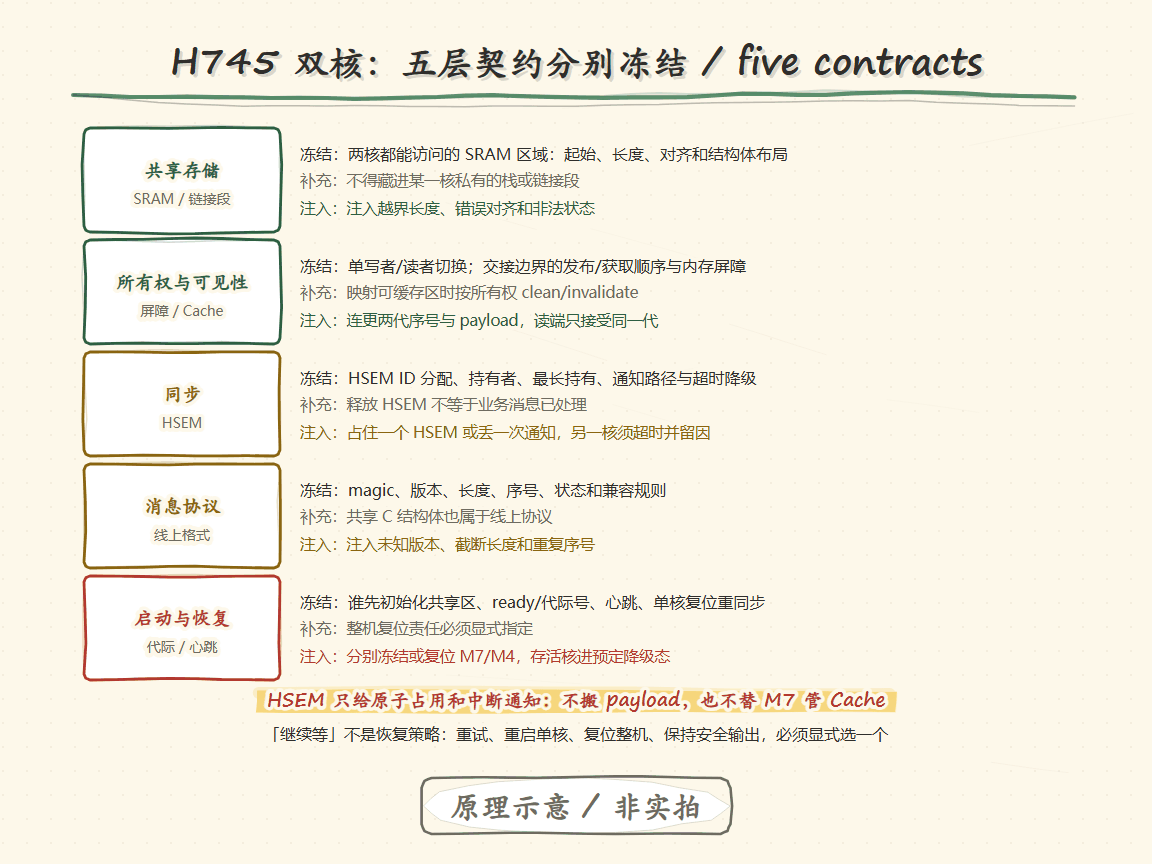 H745 双核：五层契约分别冻结 / five contracts
共享存储
SRAM / 链接段
冻结：两核都能访问的 SRAM 区域：起始、长度、对齐和结构体布局
补充：不得藏进某一核私有的栈或链接段
注入：注入越界长度、错误对齐和非法状态
所有权与可见性
屏障 / Cache
冻结：单写者/读者切换；交接边界的发布/获取顺序与内存屏障
补充：映射可缓存区时按所有权 clean/invalidate
注入：连更两代序号与 payload，读端只接受同一代
同步
HSEM
冻结：HSEM ID 分配、持有者、最长持有、通知路径与超时降级
补充：释放 HSEM 不等于业务消息已处理
注入：占住一个 HSEM 或丢一次通知，另一核须超时并留因
消息协议
线上格式
冻结：magic、版本、长度、序号、状态和兼容规则
补充：共享 C 结构体也属于线上协议
注入：注入未知版本、截断长度和重复序号
启动与恢复
代际 / 心跳
冻结：谁先初始化共享区、ready/代际号、心跳、单核复位重同步
补充：整机复位责任必须显式指定
注入：分别冻结或复位 M7/M4，存活核进预定降级态
HSEM 只给原子占用和中断通知：不搬 payload，也不替 M7 管 Cache
「继续等」不是恢复策略：重试、重启单核、复位整机、保持安全输出，必须显式选一个
原理示意 / 非实拍